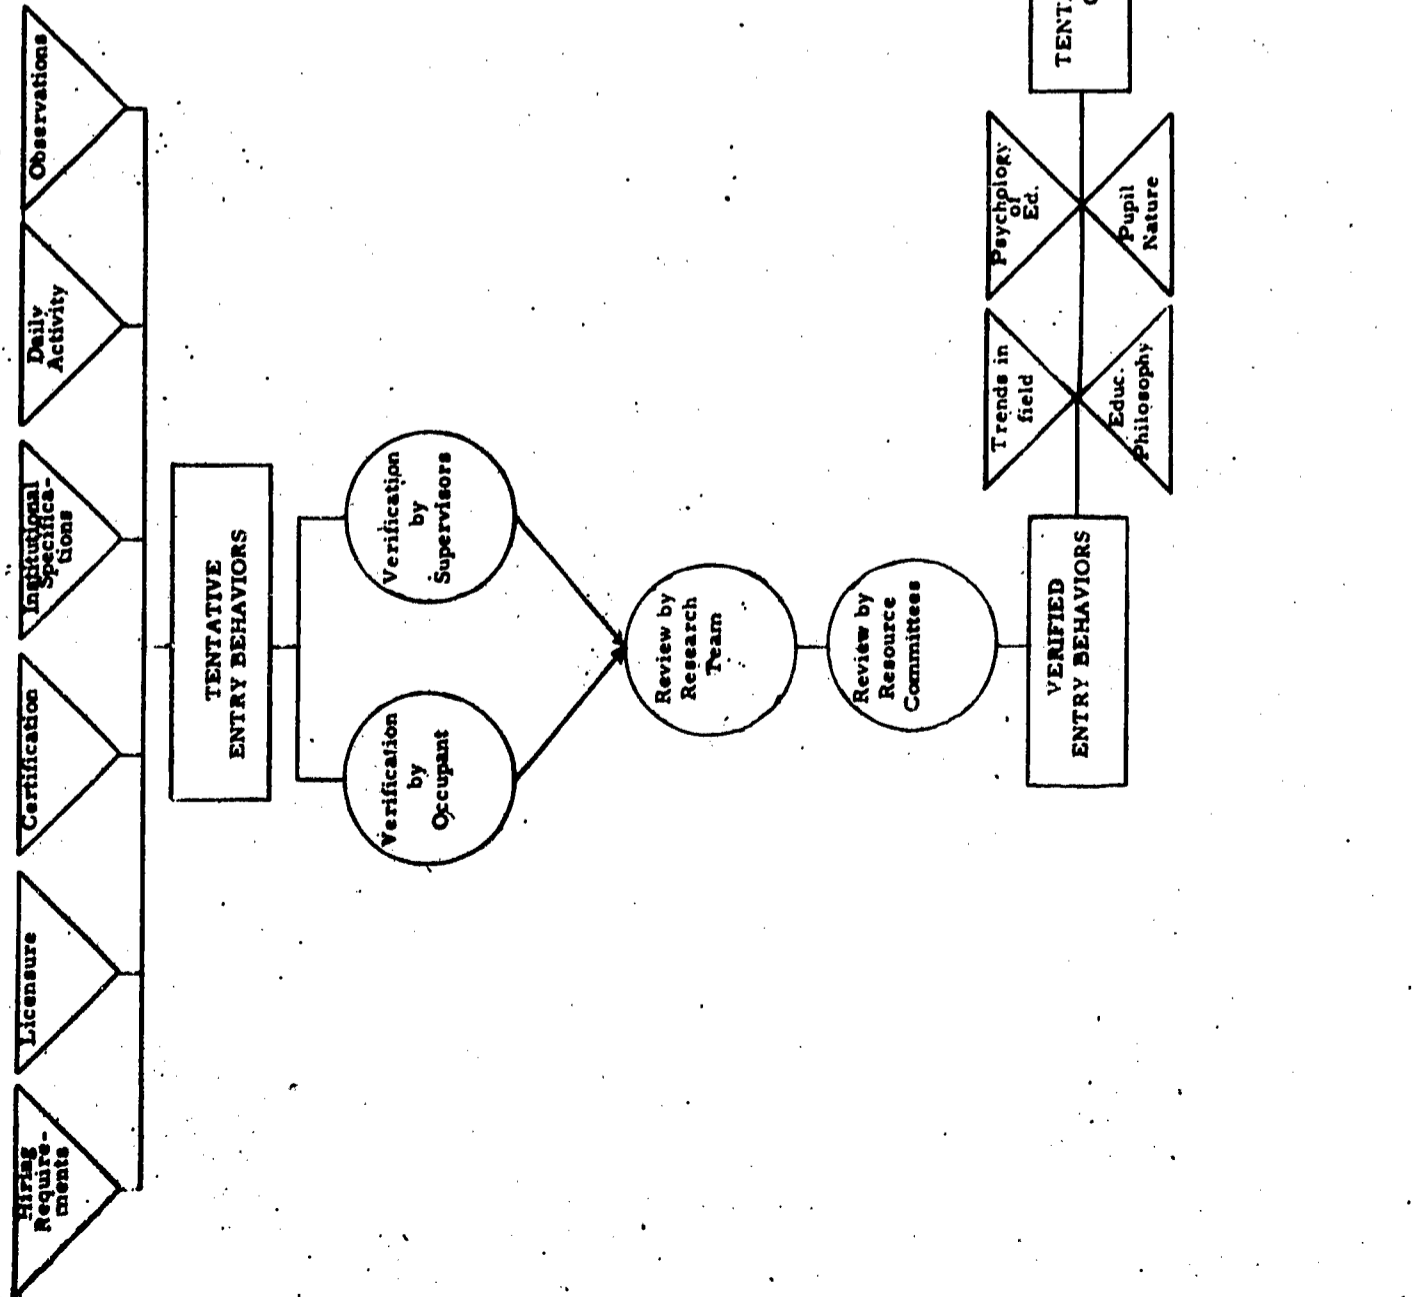 Hiring
Require-
ments
Licensure
Certification
Institutional
Specifica-
tions
Daily
Activity
Observations
TENTATIVE
ENTRY BEHAVIORS
Verification
by
Occupant
Verification
by
Supervisors
Review by
Research
Team
Review by
Resource
Committees
VERIFIED
ENTRY BEHAVIORS
Trends in
field
Educ.
Philosophy
Psychology
of
Ed.
Pupil
Nature